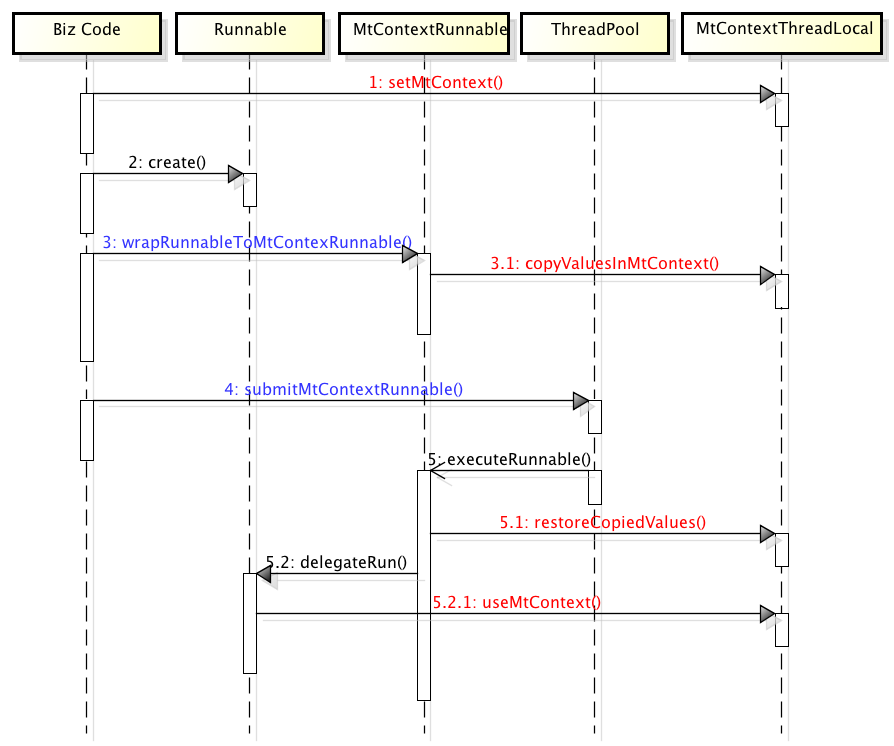 Biz Code
Runnable
MtContextRunnable
ThreadPool
MtContextThreadLocal
1: setMtContext()
2: create()
3: wrapRunnableToMtContexRunnable()
3.1: copyValuesInMtContext()
4: submitMtContextRunnable()
5: executeRunnable()
5.1: restoreCopiedValues()
5.2: delegateRun()
5.2.1: useMtContext()